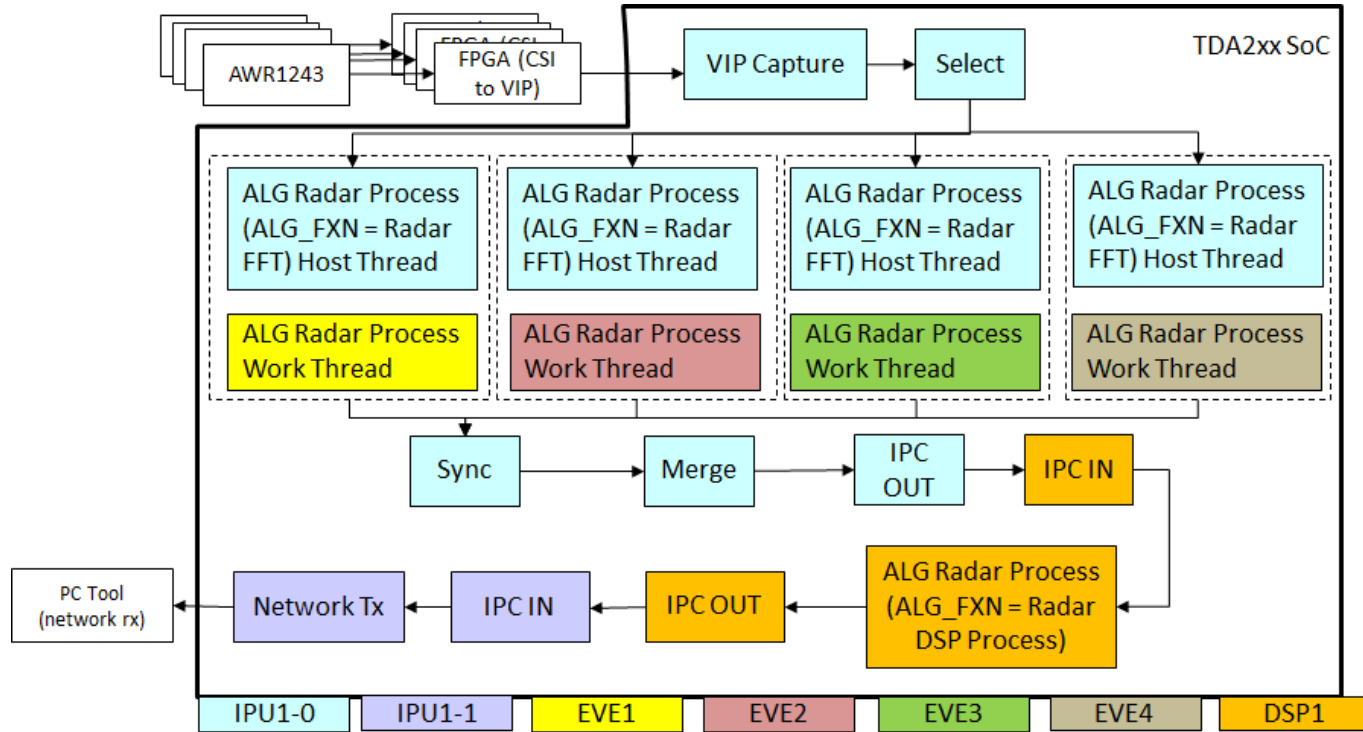 TDA2xx SoC
AWR1243
FPGA (CSI
FPGA (CSI
to VIP)
VIP Capture
Select
ALG Radar Process
(ALG_FXN = Radar
FFT) Host Thread
ALG Radar Process
(ALG_FXN = Radar
FFT) Host Thread
ALG Radar Process
(ALG_FXN = Radar
FFT) Host Thread
ALG Radar Process
(ALG_FXN = Radar
FFT) Host Thread
ALG Radar Process
Work Thread
ALG Radar Process
Work Thread
ALG Radar Process
Work Thread
ALG Radar Process
Work Thread
Sync
Merge
IPC
OUT
IPC IN
PC Tool
(network rx)
Network Tx
IPC IN
IPC OUT
ALG Radar Process
(ALG_FXN = Radar
DSP Process)
IPU1-0
IPU1-1
EVE1
EVE2
EVE3
EVE4
DSP1